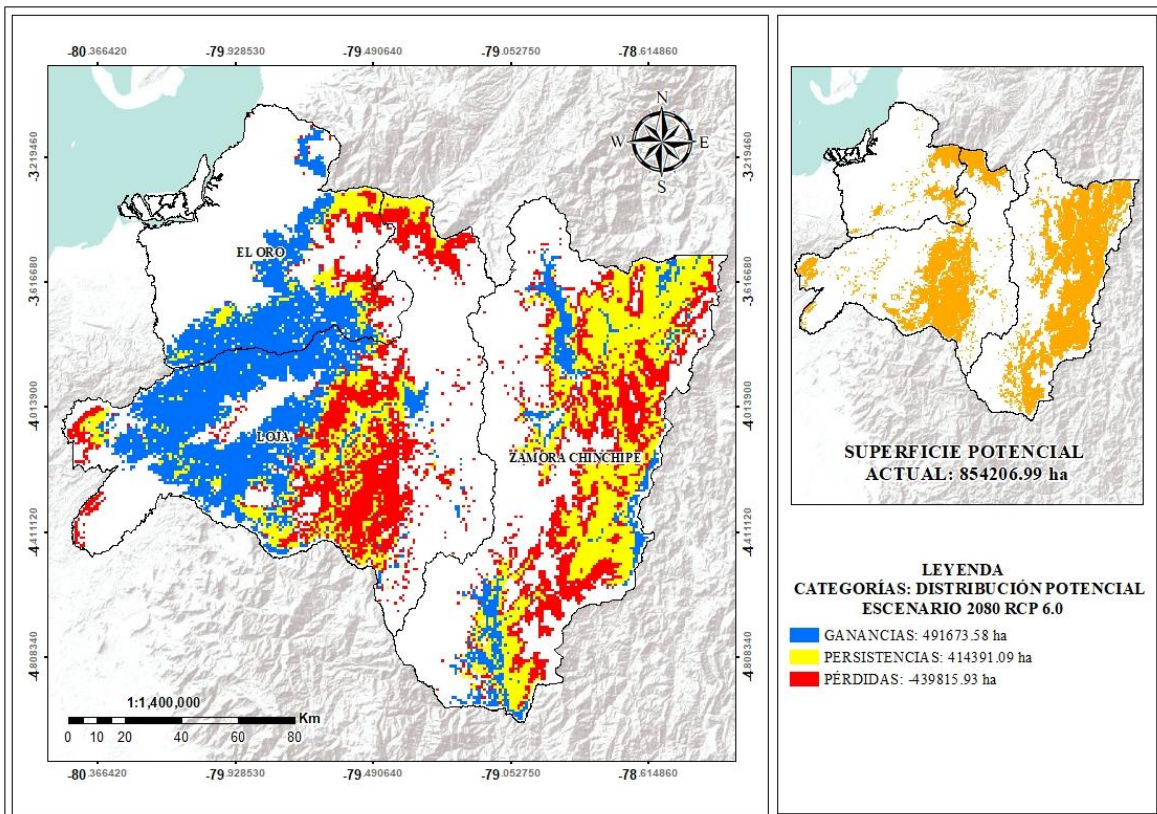 -80.366420 -79.928530 -79.490640 -79.052750 -78.614860
N
W E
S
-3.219460
-3.616680
-4.013900
-4.411120
-4.808340
EL ORO
LOJA
ZAMORA CHINCHIPE
1:1,400,000
Km
0 10 20 40 60 80
-80.366420 -79.928530 -79.490640 -79.052750 -78.614860
SUPERFICIE POTENCIAL
ACTUAL: 854206.99 ha
LEYENDA
CATEGORÍAS: DISTRIBUCIÓN POTENCIAL
ESCENARIO 2080 RCP 6.0
GANANCIAS: 491673.58 ha
PERSISTENCIAS: 414391.09 ha
PÉRDIDAS: -439815.93 ha